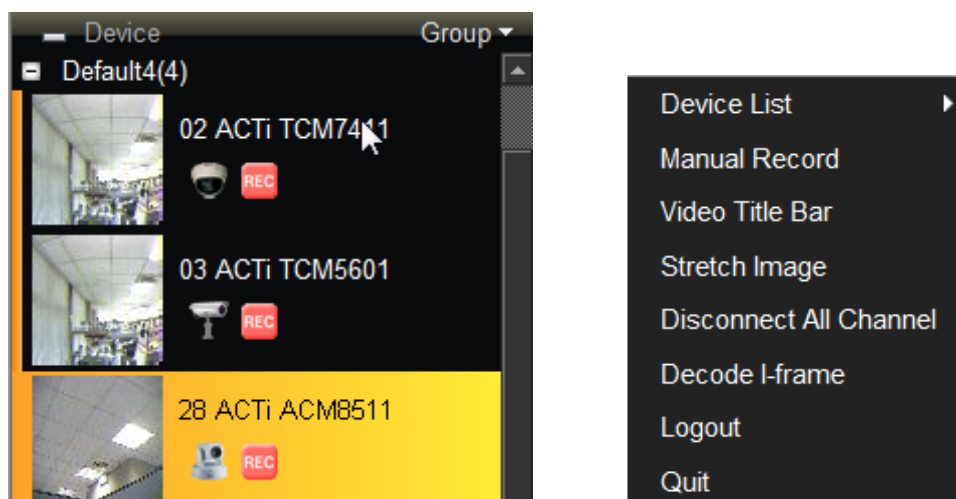 Device Group
Default4(4)
02 ACTi TCM7411
REC
03 ACTi TCM5601
REC
28 ACTi ACM8511
REC
Device List
Manual Record
Video Title Bar
Stretch Image
Disconnect All Channel
Decode I-frame
Logout
Quit